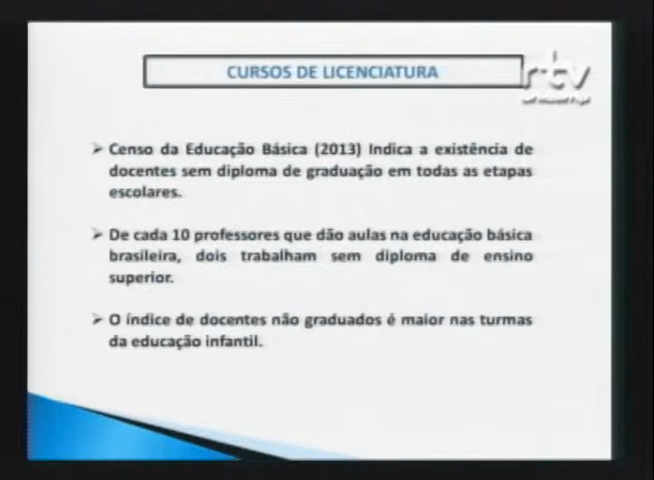 CURSOS DE LICENCIATURA
rtv
unicamp
➢ Censo da Educação Básica (2013) Indica a existência de
docentes sem diploma de graduação em todas as etapas
escolares.
➢ De cada 10 professores que dão aulas na educação básica
brasileira, dois trabalham sem diploma de ensino
superior.
➢ O índice de docentes não graduados é maior nas turmas
da educação infantil.